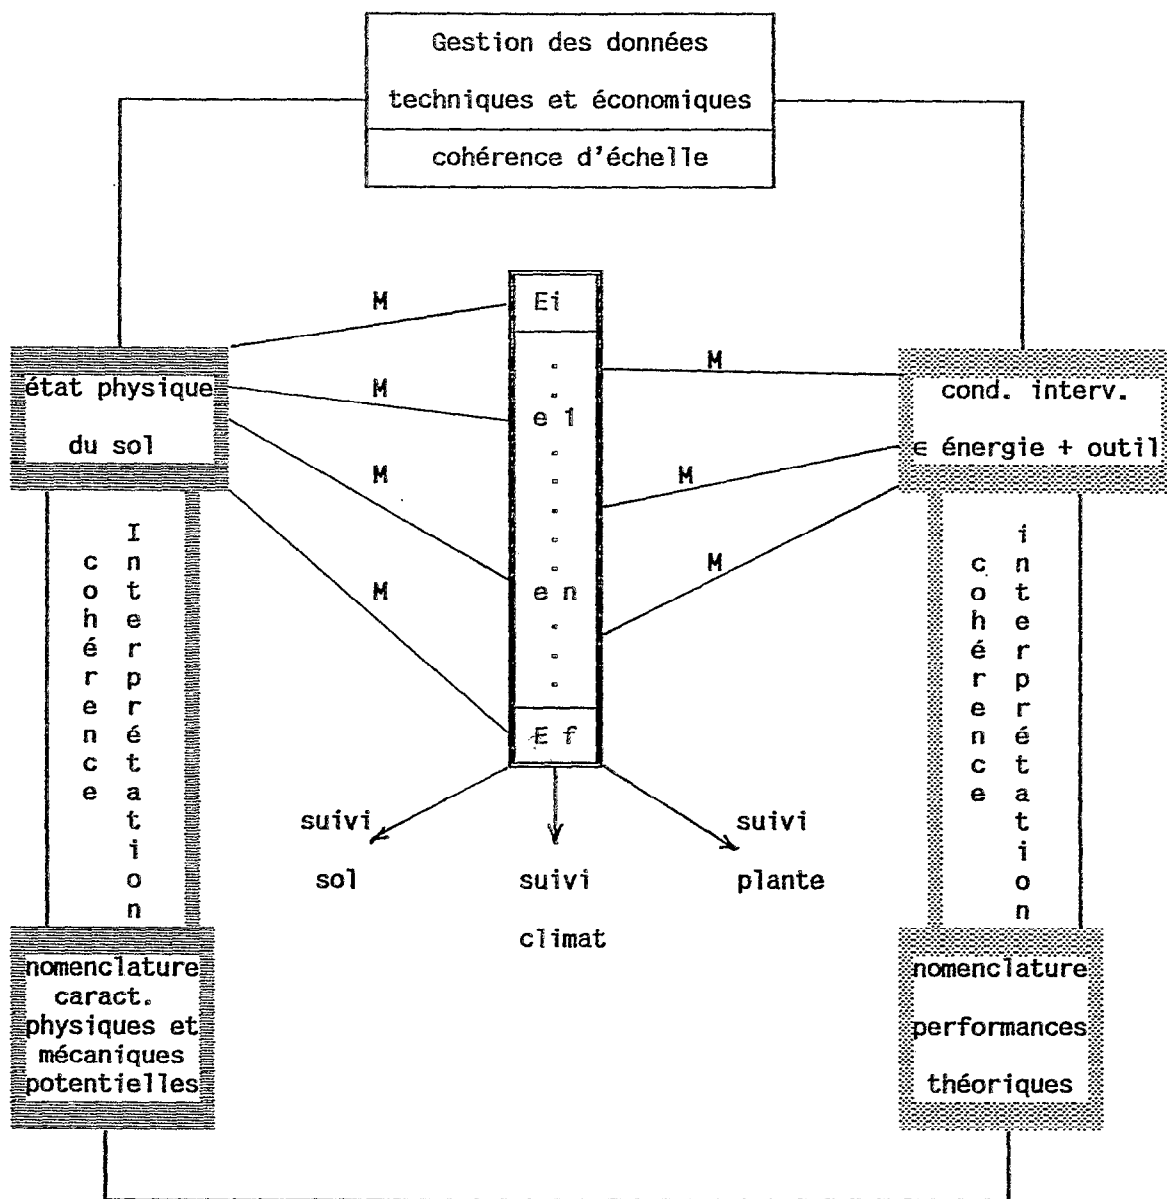 Gestion des données
techniques et économiques
cohérence d'échelle
M
Ei
M
état physique
du sol
M
e 1
cond. interv.
∈ énergie + outil
M
M
M
M
e n
E f
Interprétation
cohérence
interprétation
cohérence
suivi
sol
suivi
climat
suivi
plante
nomenclature
caract.
physiques et
mécaniques
potentielles
nomenclature
performances
théoriques